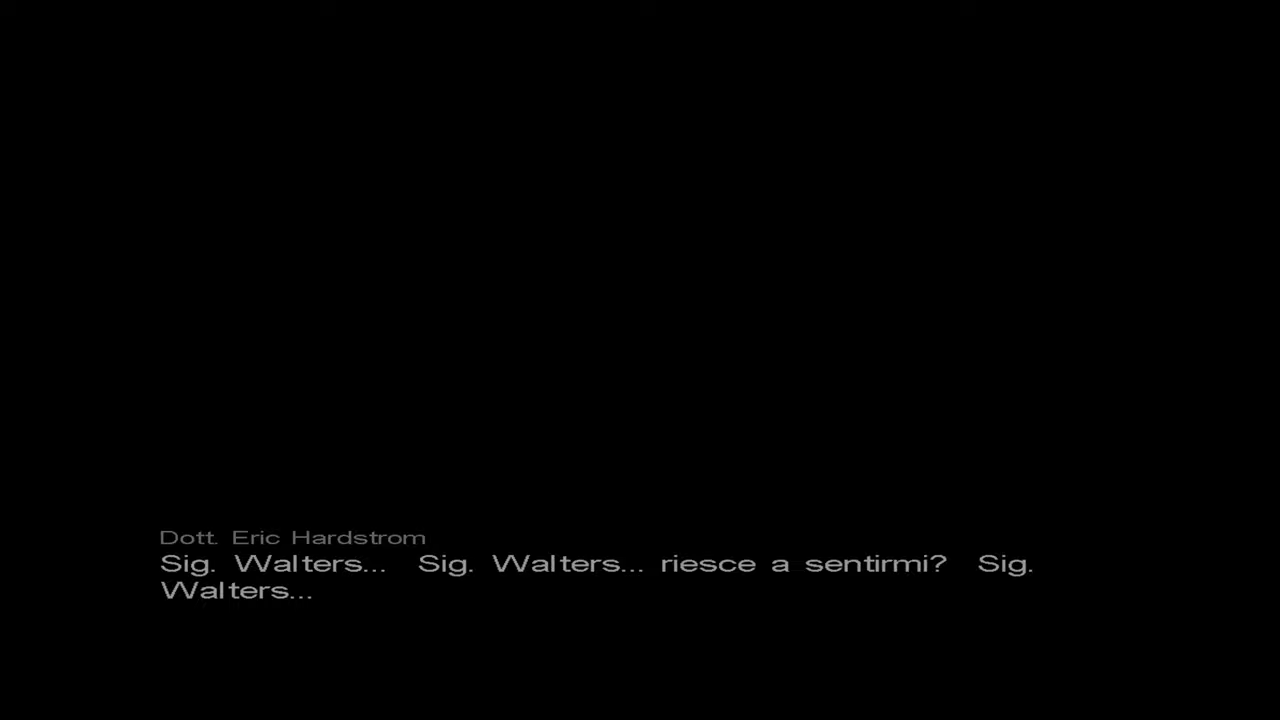 Dott. Eric Hardstrom
Sig. Walters... Sig. Walters... riesce a sentirmi? Sig.
Walters...